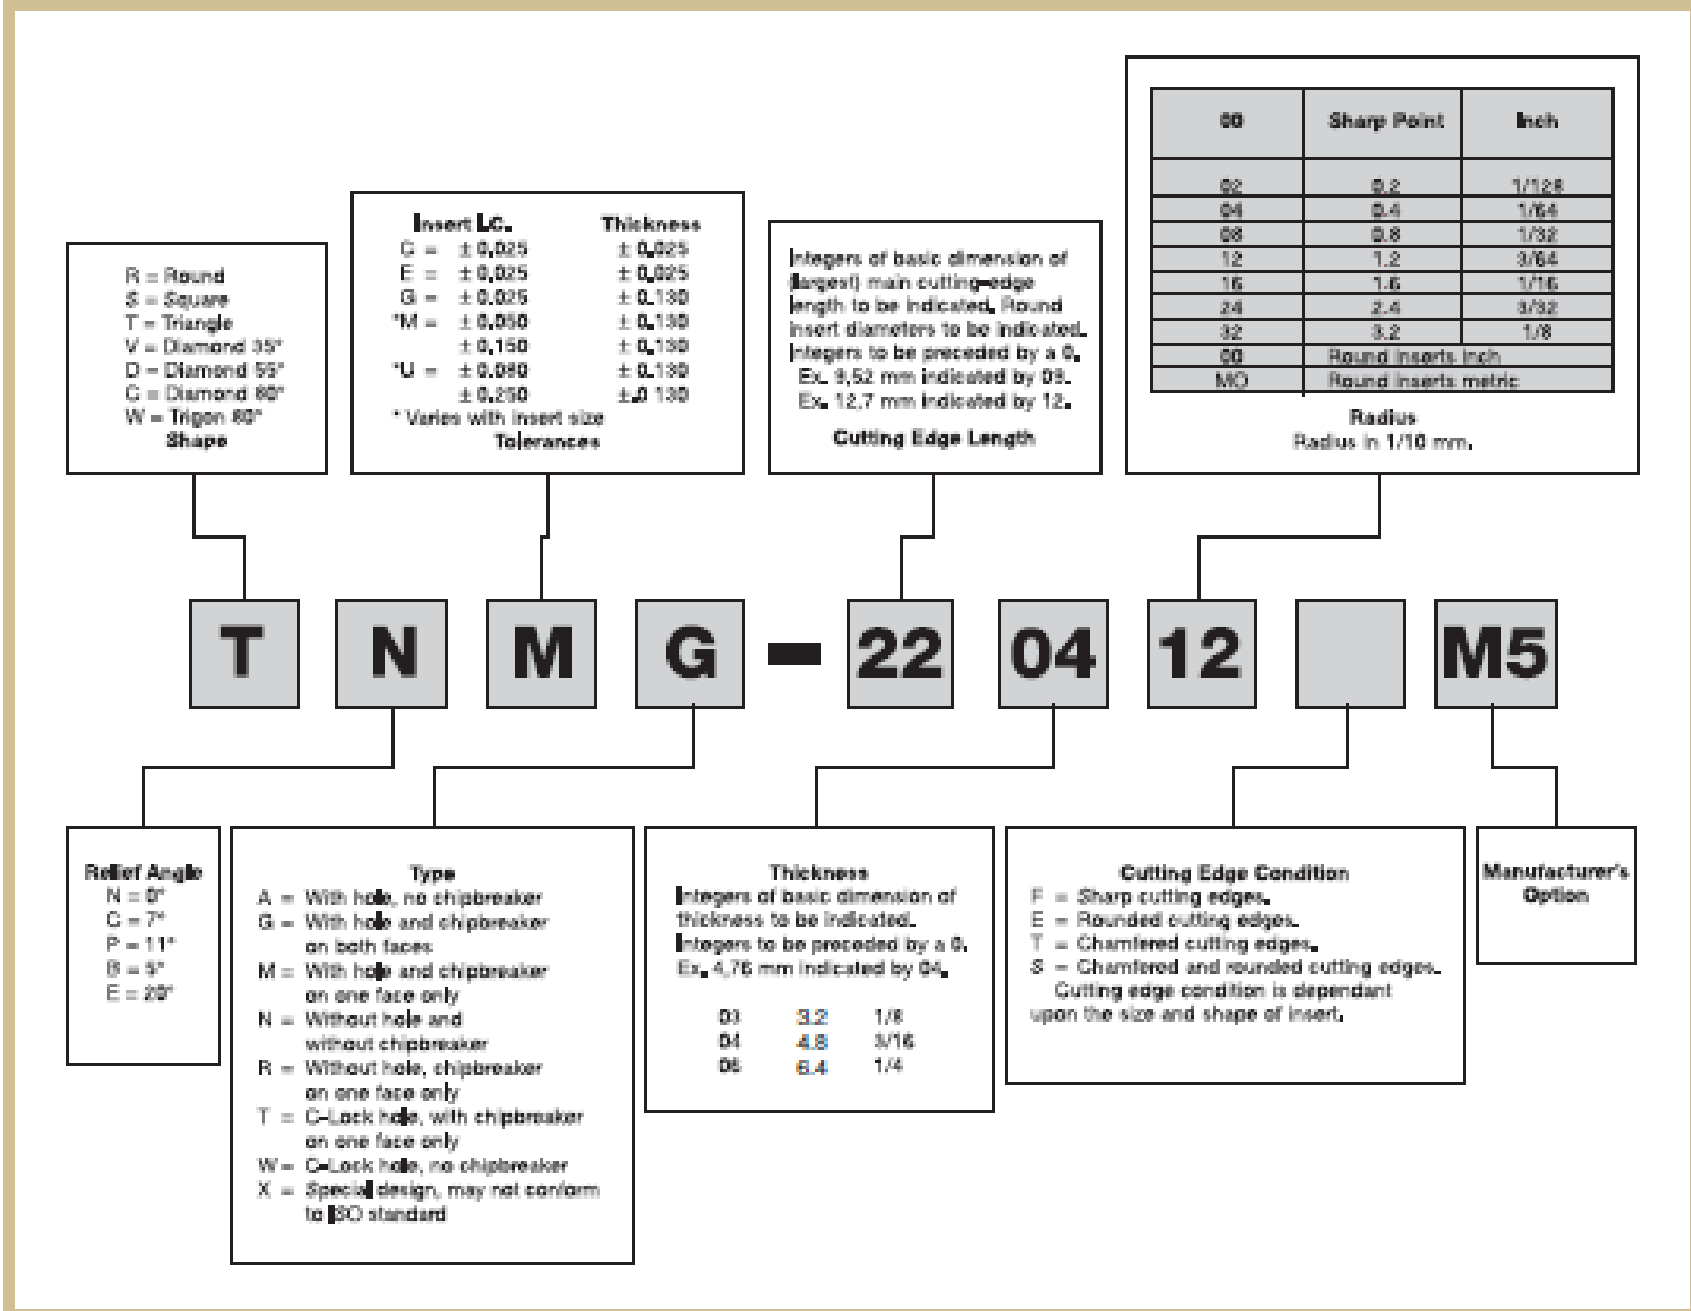 00 Sharp Point Inch
02 0.2 1/128
04 0.4 1/64
08 0.8 1/32
12 1.2 3/64
16 1.6 1/16
24 2.4 3/32
32 3.2 1/8
00 Round inserts inch
MO Round inserts metric
Radius
Radius in 1/10 mm.
Insert I.C. Thickness
C = ± 0.025 ± 0.025
E = ± 0.025 ± 0.025
G = ± 0.025 ± 0.130
*M = ± 0.050 ± 0.130
± 0.150 ± 0.130
*U = ± 0.080 ± 0.130
± 0.250 ±.0 130
* Varies with insert size
Tolerances
Integers of basic dimension of
(largest) main cutting-edge
length to be indicated. Round
insert diameters to be indicated.
Integers to be preceded by a 0.
Ex. 9,52 mm indicated by 09.
Ex. 12,7 mm indicated by 12.
Cutting Edge Length
R = Round
S = Square
T = Triangle
V = Diamond 35°
D = Diamond 55°
C = Diamond 80°
W = Trigon 80°
Shape
T N M G - 22 04 12 M5
Relief Angle
N = 0°
C = 7°
P = 11°
B = 5°
E = 20°
Type
A = With hole, no chipbreaker
G = With hole and chipbreaker
on both faces
M = With hole and chipbreaker
on one face only
N = Without hole and
without chipbreaker
R = Without hole, chipbreaker
on one face only
T = C-Lock hole, with chipbreaker
on one face only
W = C-Lock hole, no chipbreaker
X = Special design, may not conform
to ISO standard
Thickness
Integers of basic dimension of
thickness to be indicated.
Integers to be preceded by a 0.
Ex. 4,76 mm indicated by 04.
03 3.2 1/8
04 4.8 3/16
06 6.4 1/4
Cutting Edge Condition
F = Sharp cutting edges.
E = Rounded cutting edges.
T = Chamfered cutting edges.
S = Chamfered and rounded cutting edges.
Cutting edge condition is dependant
upon the size and shape of insert.
Manufacturer's
Option